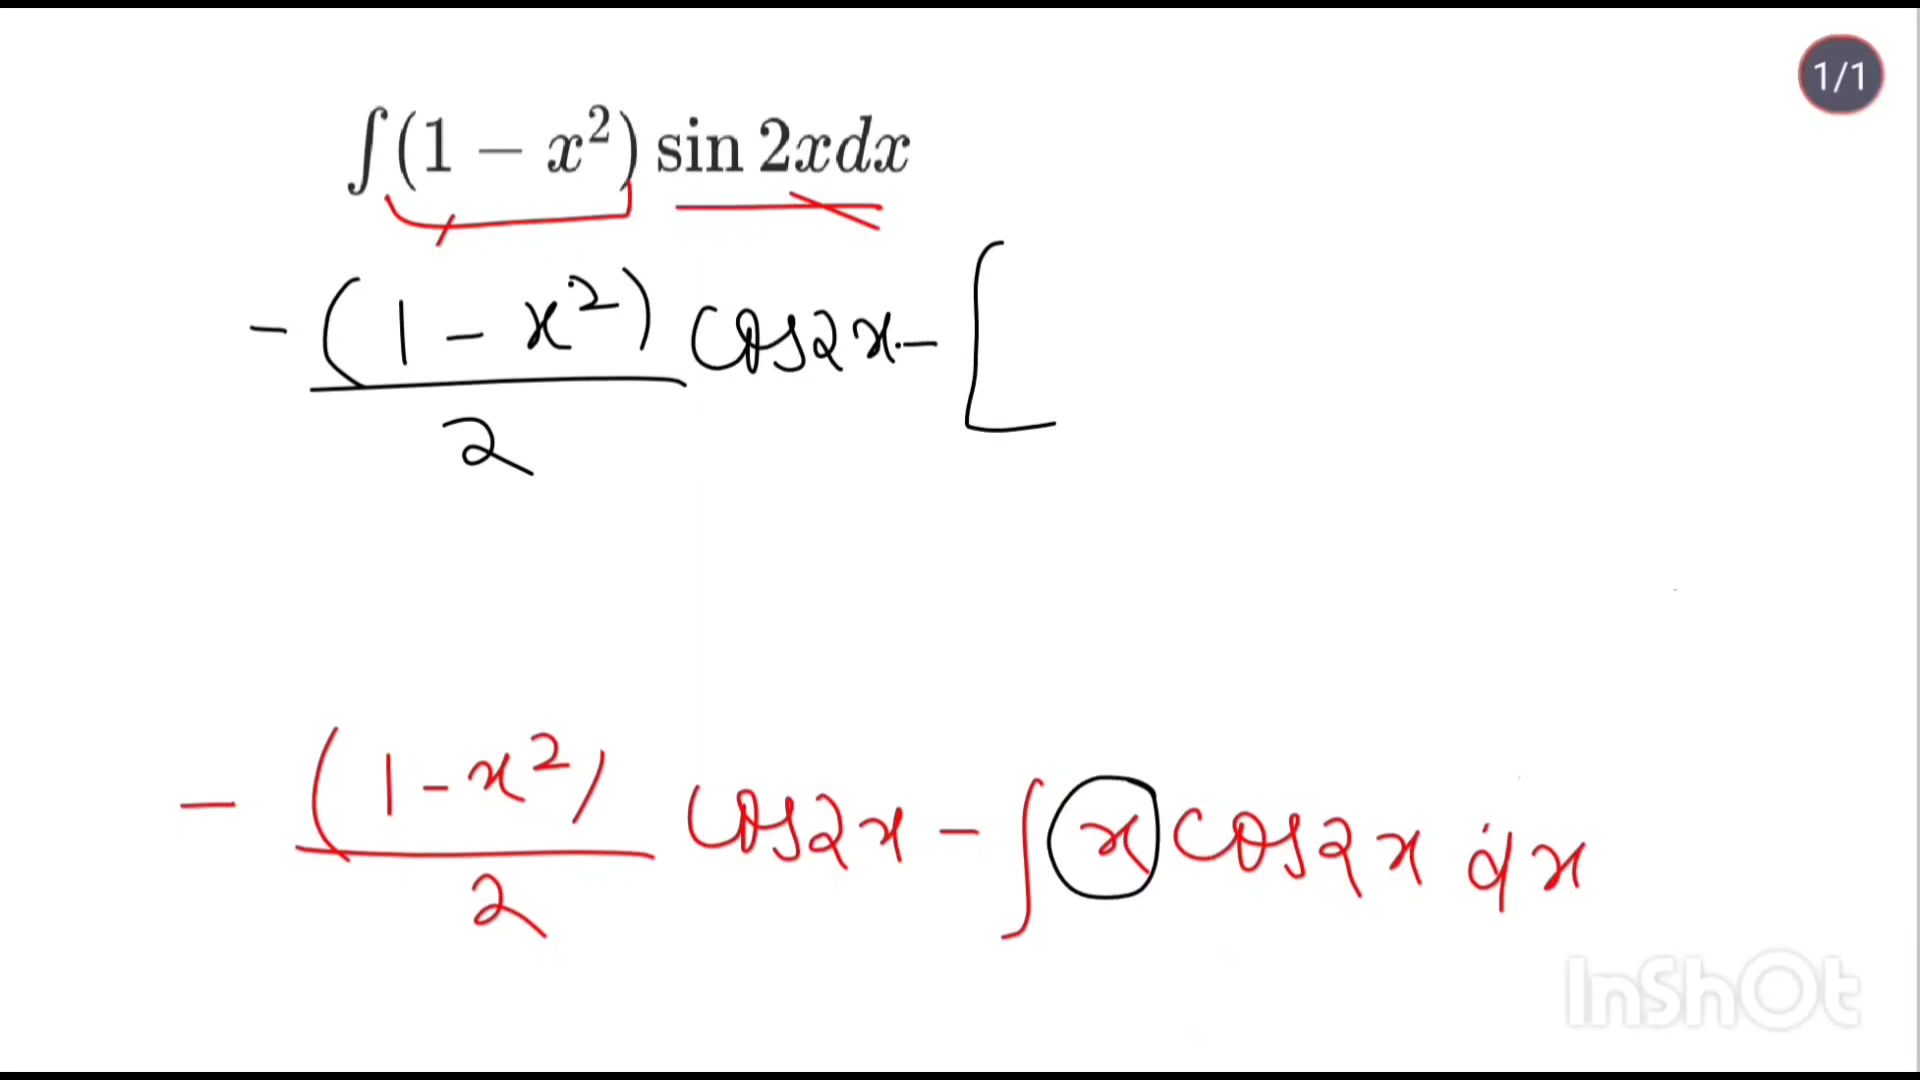 1/1
∫(1 − x²) sin 2xdx
-(1 - x²)/2 cos2x - [
-(1-x²)/2 cos2x - ∫x cos2x dx
InShOt